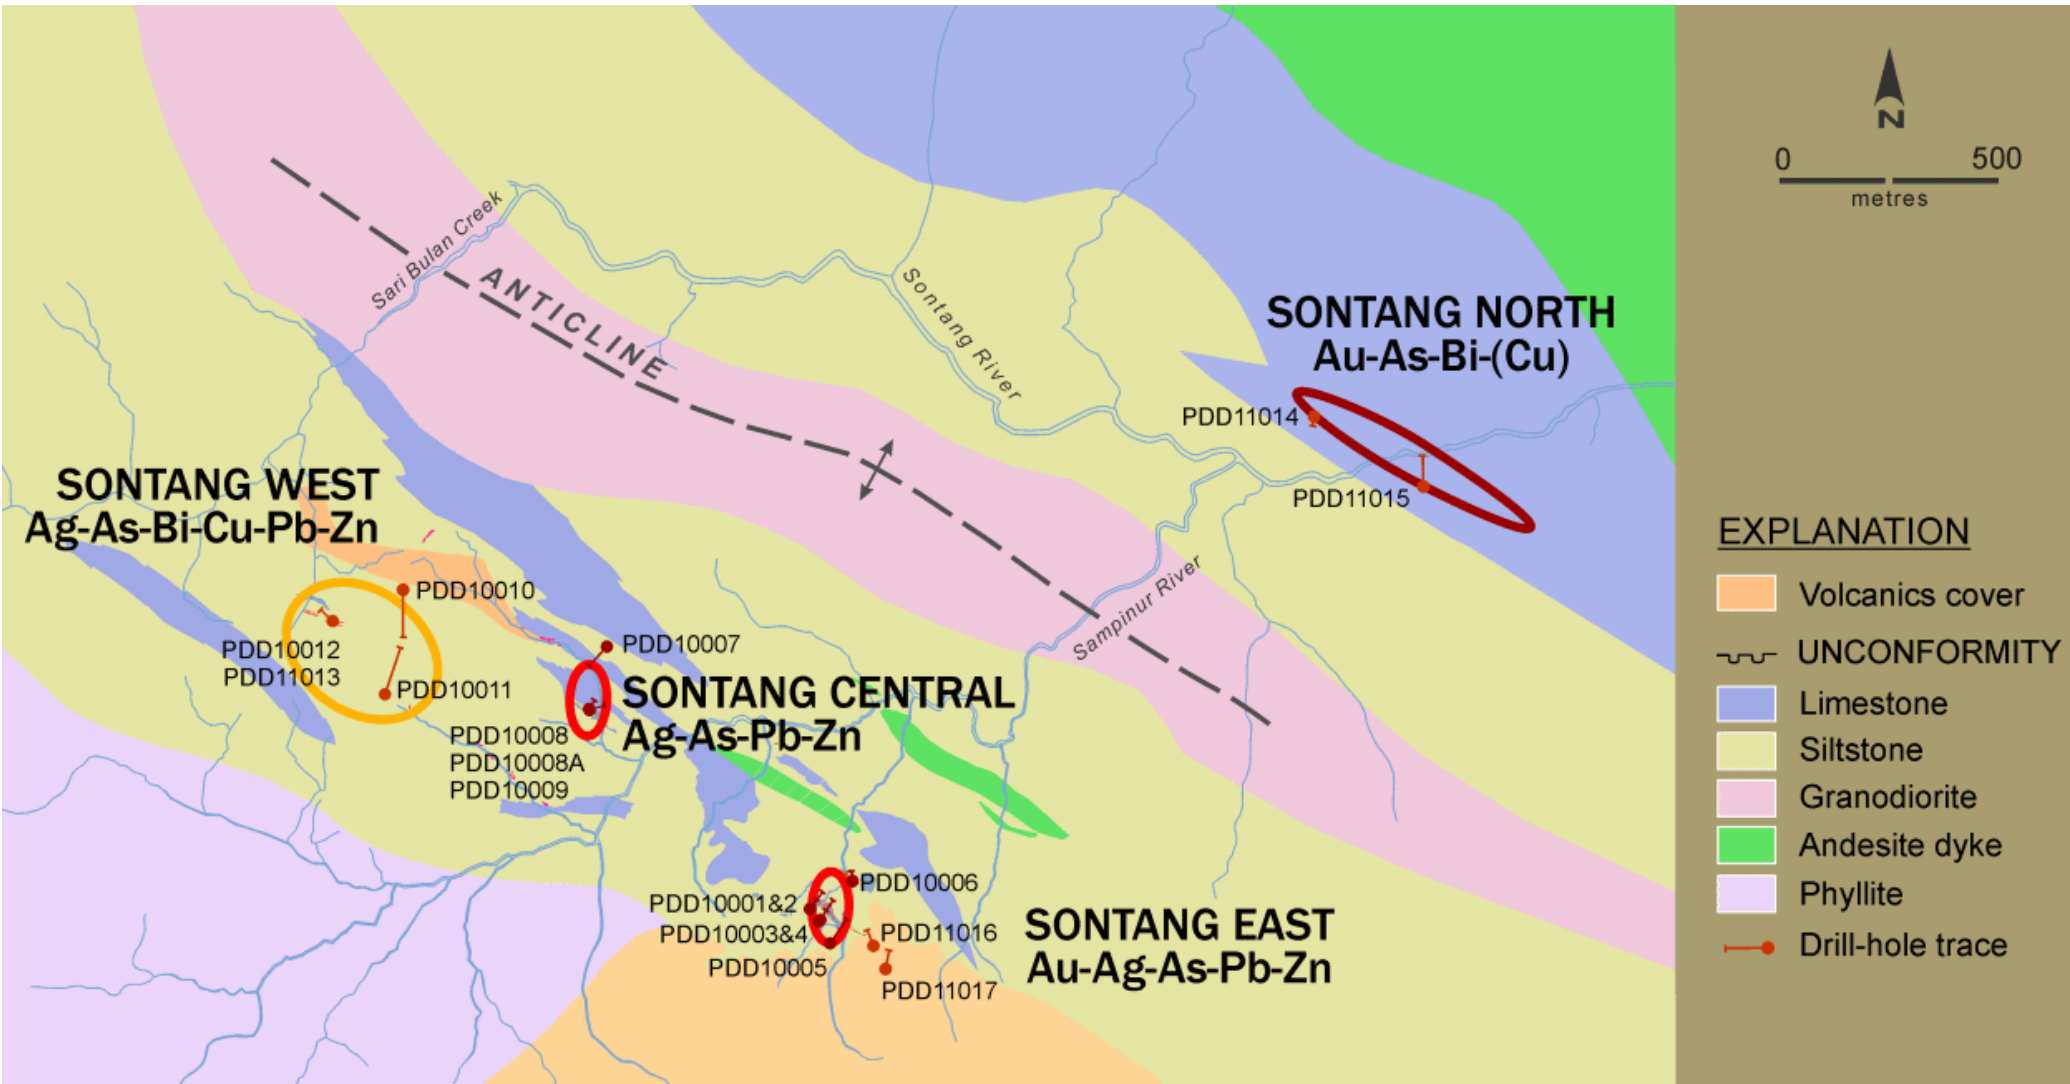 N
0 500
metres
Sari Bulan Creek
ANTICLINE
Sontang River
SONTANG NORTH
Au-As-Bi-(Cu)
PDD11014
PDD11015
SONTANG WEST
Ag-As-Bi-Cu-Pb-Zn
PDD10010
PDD10012
PDD11013
PDD10011
PDD10007
SONTANG CENTRAL
Ag-As-Pb-Zn
PDD10008
PDD10008A
PDD10009
Sampinur River
PDD10006
PDD10001&2
PDD10003&4
PDD10005
PDD11016
PDD11017
SONTANG EAST
Au-Ag-As-Pb-Zn
EXPLANATION
Volcanics cover
UNCONFORMITY
Limestone
Siltstone
Granodiorite
Andesite dyke
Phyllite
Drill-hole trace